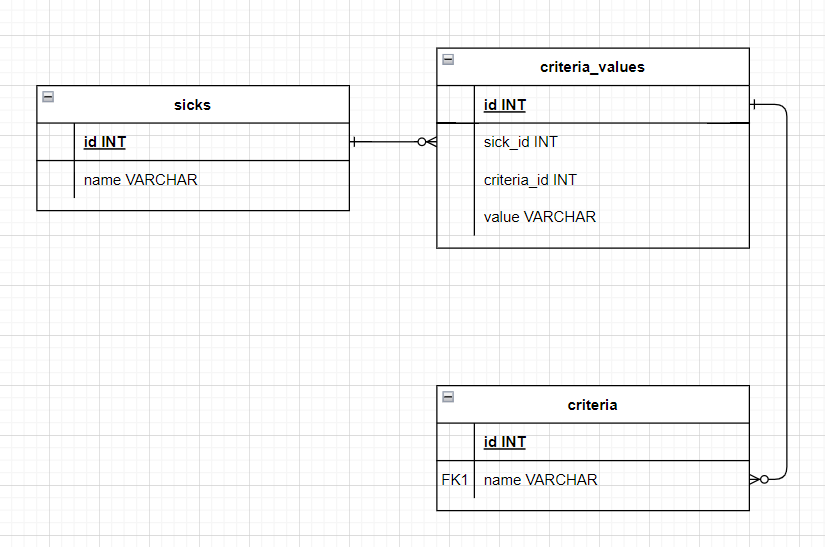 sicks
id INT
name VARCHAR
criteria_values
id INT
sick_id INT
criteria_id INT
value VARCHAR
criteria
id INT
FK1 name VARCHAR